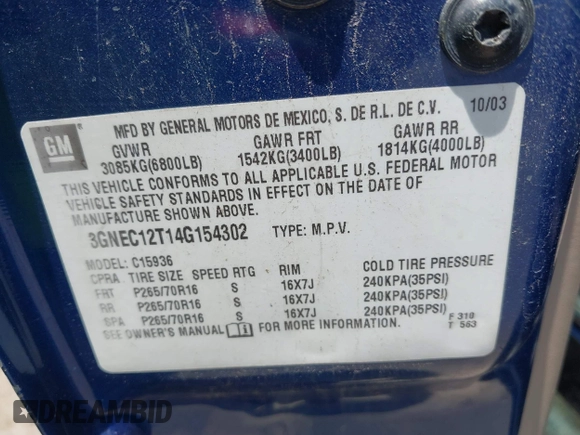 GM
MFD BY GENERAL MOTORS DE MEXICO, S. DE R.L. DE C.V. 10/03
GVWR GAWR FRT GAWR RR
3085KG(6800LB) 1542KG(3400LB) 1814KG(4000LB)
THIS VEHICLE CONFORMS TO ALL APPLICABLE U.S. FEDERAL MOTOR
VEHICLE SAFETY STANDARDS IN EFFECT ON THE DATE OF
MANUFACTURE SHOWN ABOVE.
3GNEC12T14G154302 TYPE: M.P.V.
MODEL: C15936
CPRA TIRE SIZE SPEED RTG RIM COLD TIRE PRESSURE
FRT P265/70R16 S 16X7J 240KPA(35PSI)
RR P265/70R16 S 16X7J 240KPA(35PSI)
SPA P265/70R16 S 16X7J 240KPA(35PSI)
SEE OWNER'S MANUAL FOR MORE INFORMATION.
F 310
T 563
DREAMBID